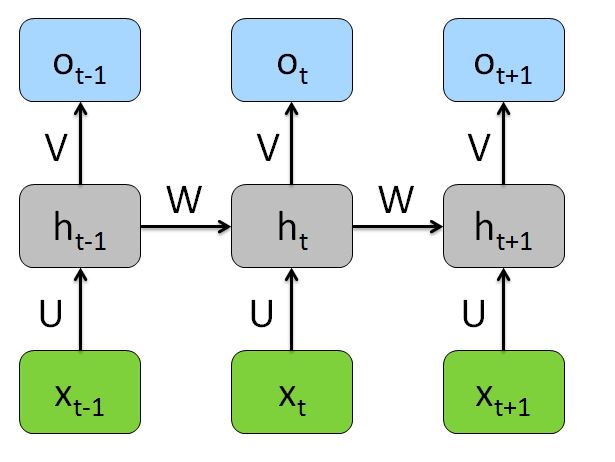 o_{t-1} o_t o_{t+1}
V V V
W W
h_{t-1} h_t h_{t+1}
U U U
x_{t-1} x_t x_{t+1}